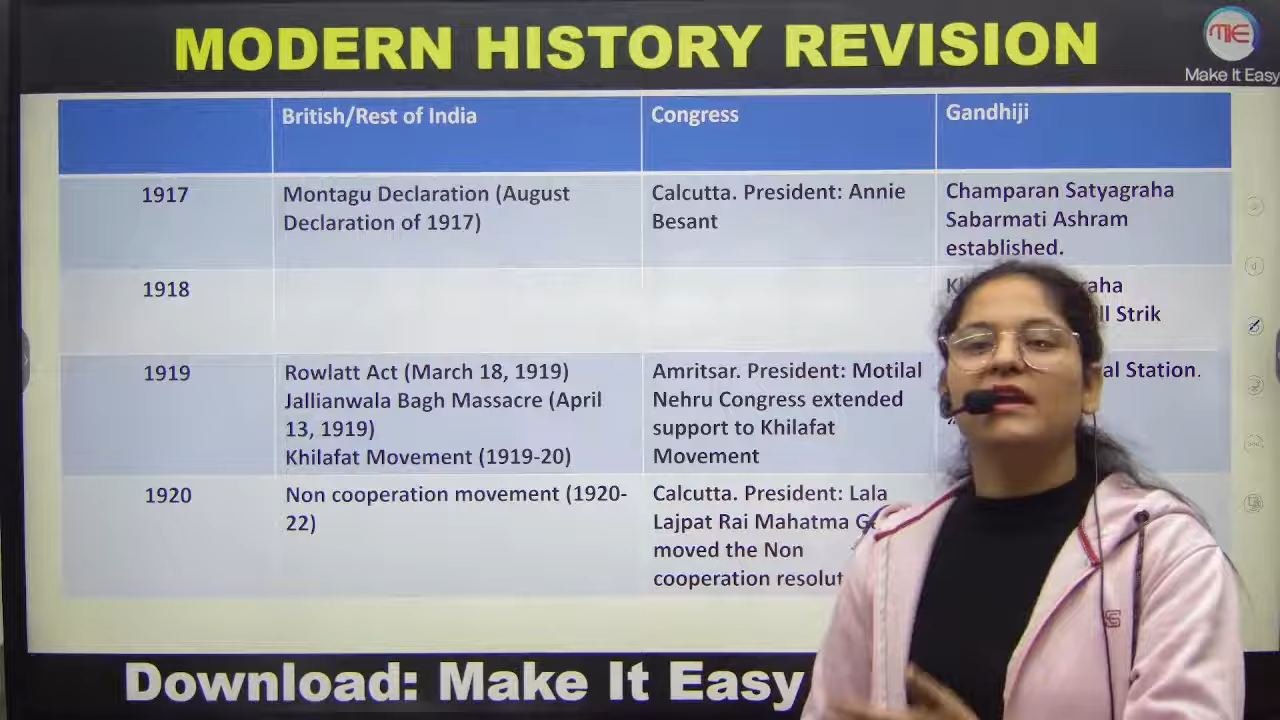 MODERN HISTORY REVISION
Make It Easy
British/Rest of India
Congress
Gandhiji
1917
Montagu Declaration (August
Declaration of 1917)
Calcutta. President: Annie
Besant
Champaran Satyagraha
Sabarmati Ashram
established.
1918
Strik
1919
Rowlatt Act (March 18, 1919)
Jallianwala Bagh Massacre (April
13, 1919)
Khilafat Movement (1919-20)
Amritsar. President: Motilal
Nehru Congress extended
support to Khilafat
Movement
Station.
1920
Non cooperation movement (1920-
22)
Calcutta. President: Lala
Lajpat Rai Mahatma
moved the Non
cooperation
Download: Make It Easy